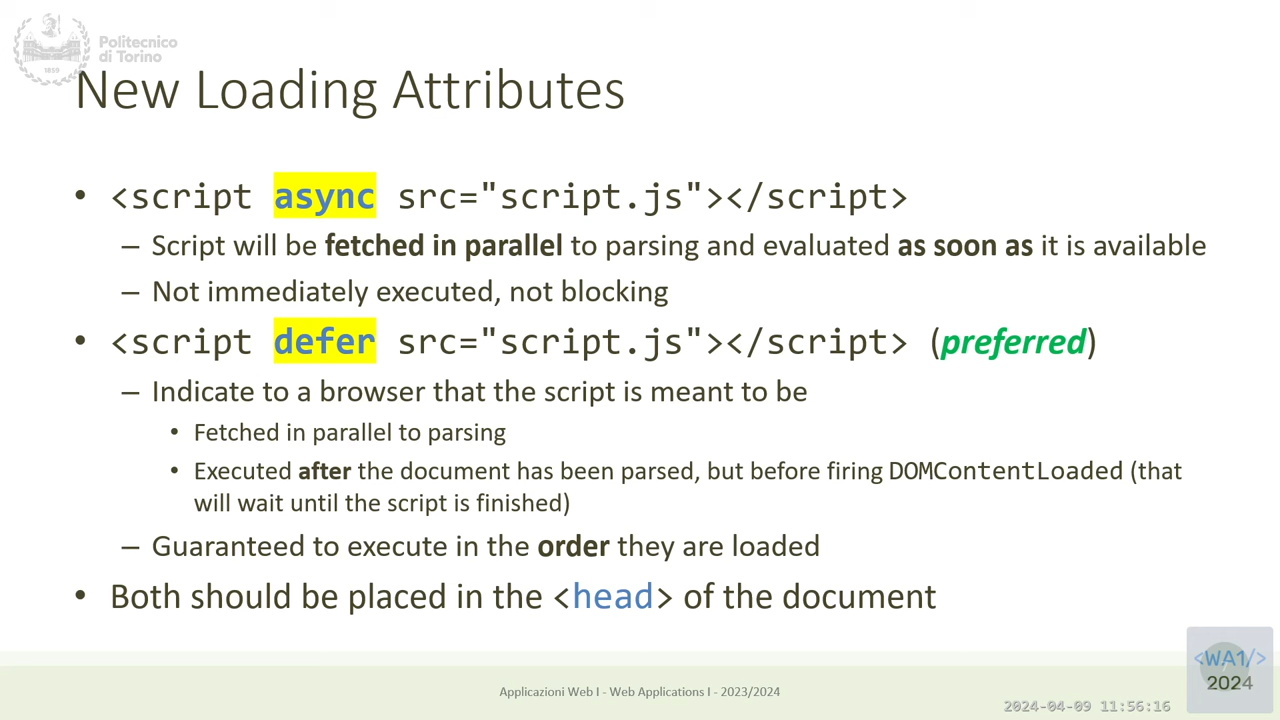 Politecnico
di Torino
1859
New Loading Attributes
• <script async src="script.js"></script>
– Script will be fetched in parallel to parsing and evaluated as soon as it is available
– Not immediately executed, not blocking
• <script defer src="script.js"></script> (preferred)
– Indicate to a browser that the script is meant to be
• Fetched in parallel to parsing
• Executed after the document has been parsed, but before firing DOMContentLoaded (that
will wait until the script is finished)
– Guaranteed to execute in the order they are loaded
• Both should be placed in the <head> of the document
Applicazioni Web I - Web Applications I - 2023/2024
<WA1/>
2024
2024-04-09 11:56:16